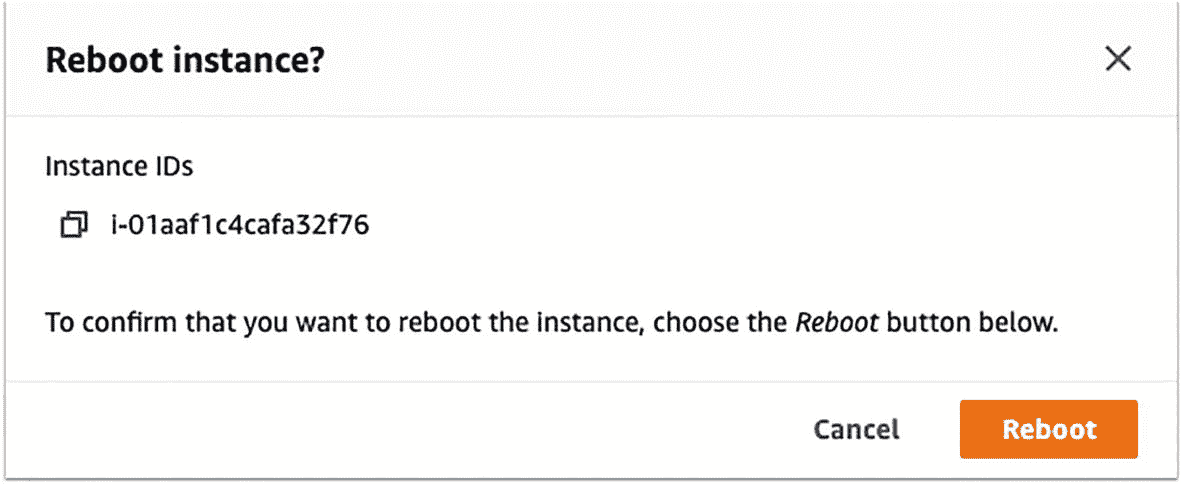 Reboot instance?
Instance IDs
i-01aaf1c4cafa32f76
To confirm that you want to reboot the instance, choose the Reboot button below.
Cancel Reboot